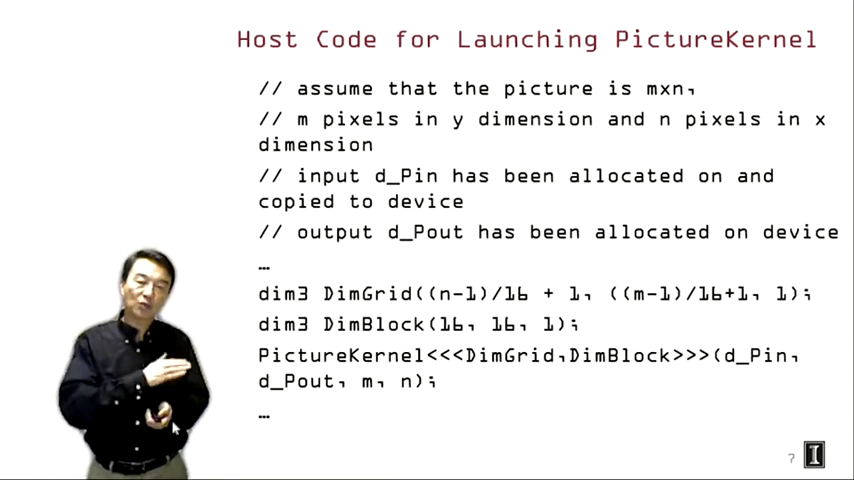 Host Code for Launching PictureKernel
// assume that the picture is mxn,
// m pixels in y dimension and n pixels in x
dimension
// input d_Pin has been allocated on and
copied to device
// output d_Pout has been allocated on device
…
dim3 DimGrid((n-1)/16 + 1, ((m-1)/16+1, 1);
dim3 DimBlock(16, 16, 1);
PictureKernel<<<DimGrid,DimBlock>>>(d_Pin,
d_Pout, m, n);
…
7 I